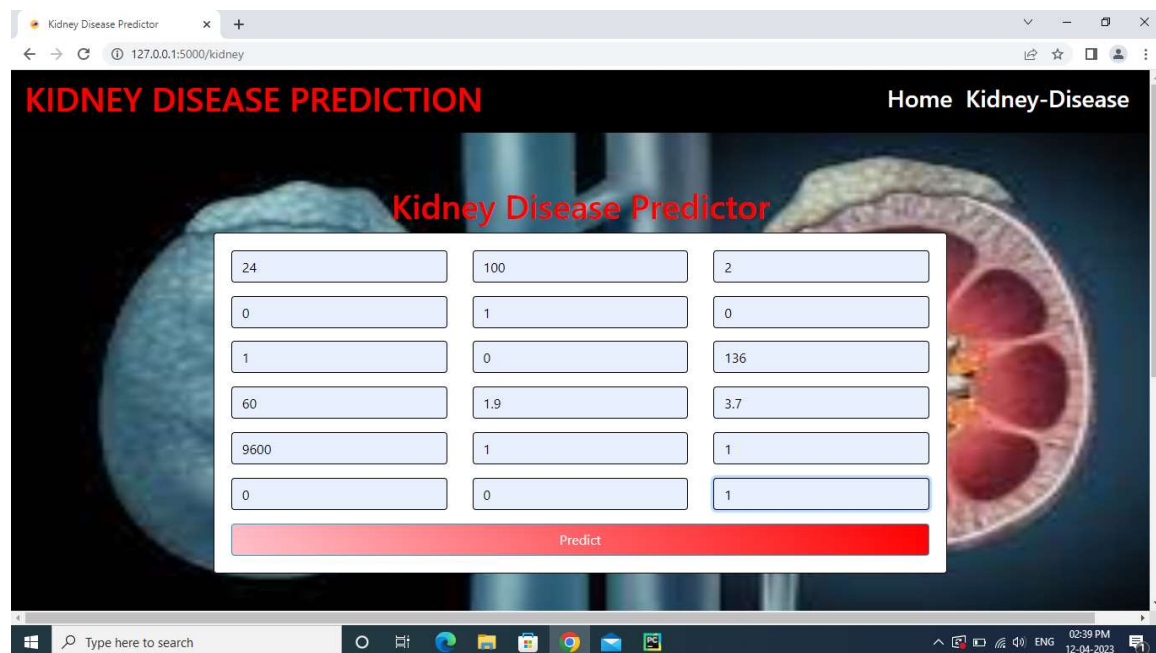 Kidney Disease Predictor
127.0.0.1:5000/kidney
KIDNEY DISEASE PREDICTION Home Kidney-Disease
Kidney Disease Predictor
24 100 2
0 1 0
1 0 136
60 1.9 3.7
9600 1 1
0 0 1
Predict
Type here to search PC ENG 02:39 PM
12-04-2023 1